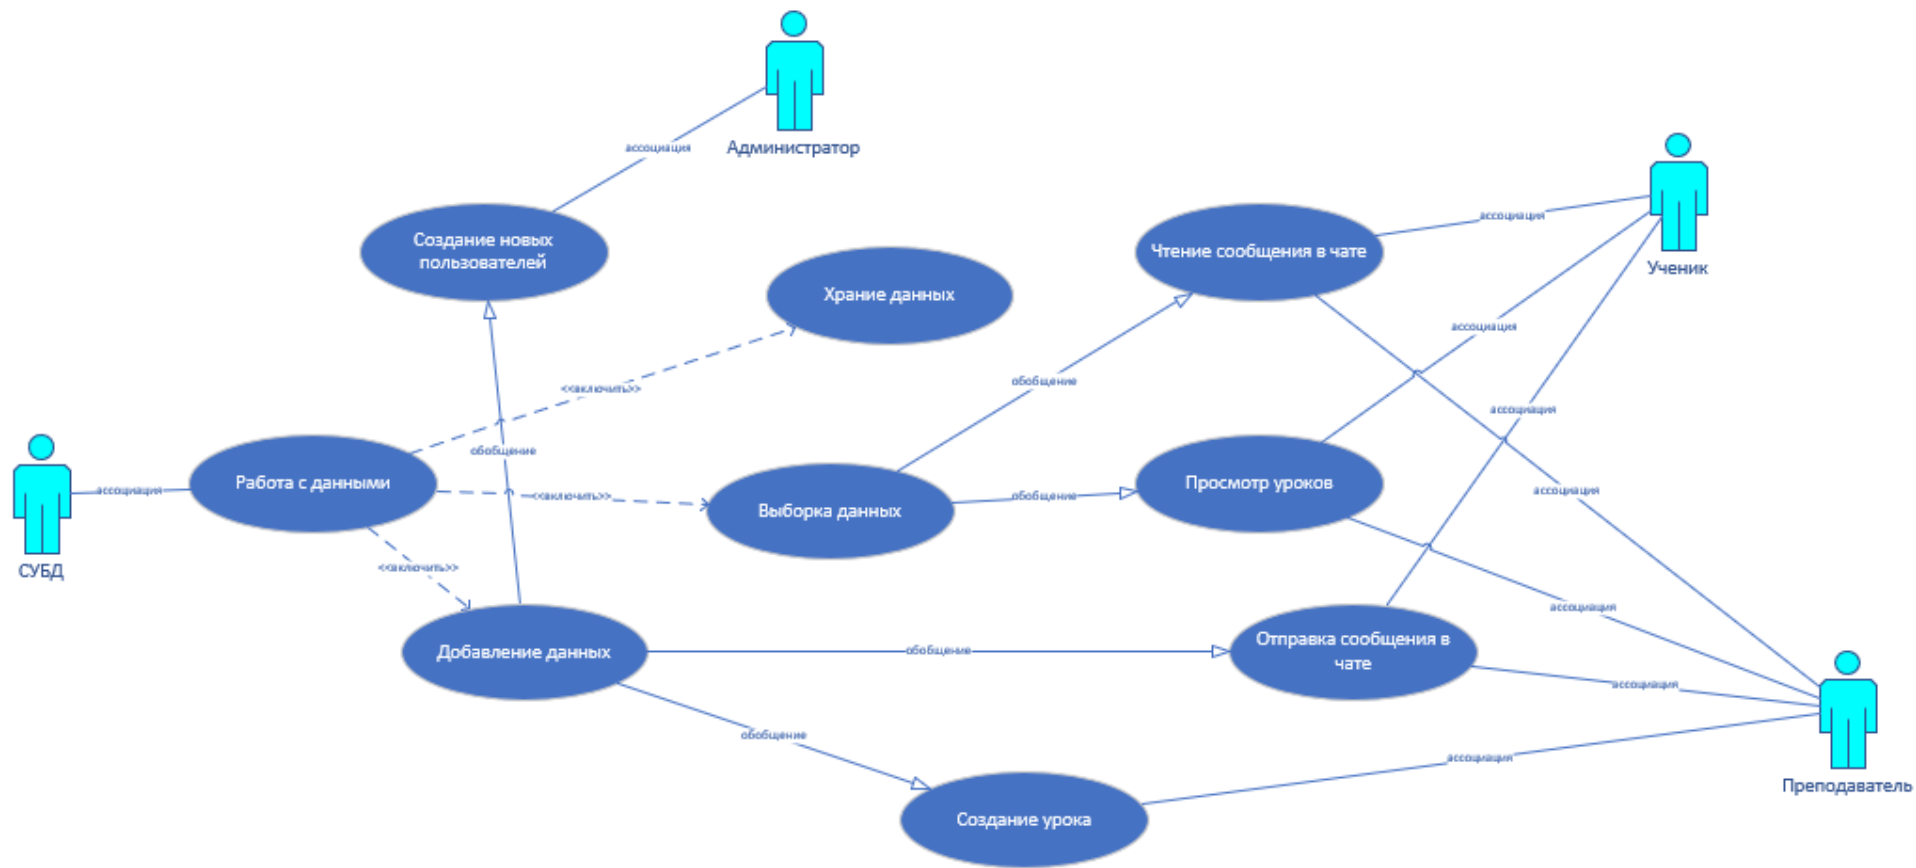 Администратор
ассоциация
Ученик
ассоциация
Создание новых
пользователей
Чтение сообщения в чате
Храние данных
ассоциация
обобщение
<<включить>>
ассоциация
обобщение
СУБД
ассоциация
Работа с данными
<<включить>>
Выборка данных
обобщение
Просмотр уроков
ассоциация
<<включить>>
ассоциация
Добавление данных
обобщение
Отправка сообщения в
чате
ассоциация
обобщение
ассоциация
Преподаватель
Создание урока